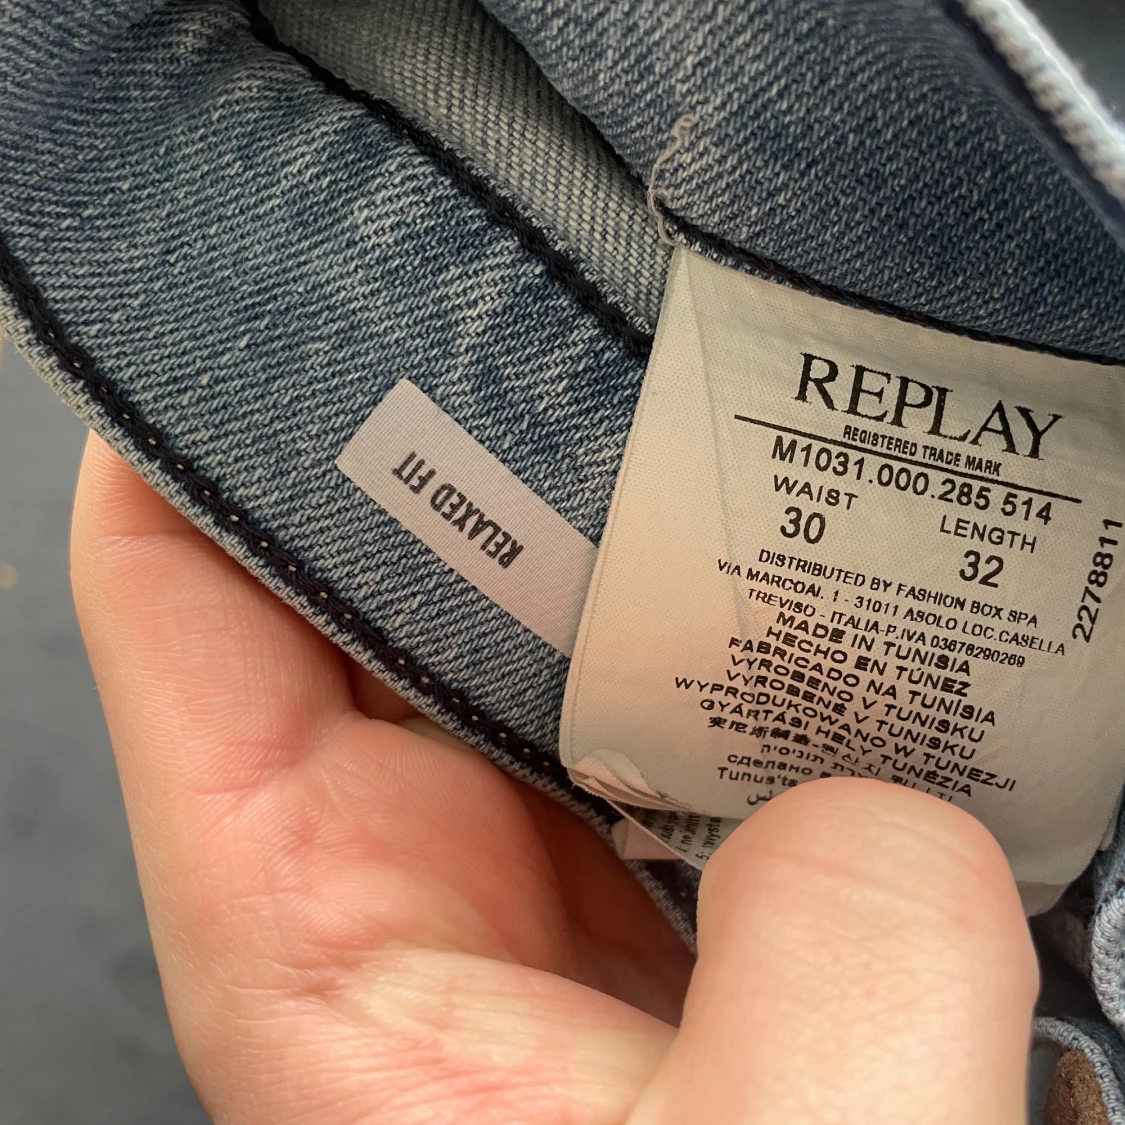 REPLAY
REGISTERED TRADE MARK
M1031.000.285 514
WAIST LENGTH
30 32
DISTRIBUTED BY FASHION BOX SPA
VIA MARCOAI, 1 - 31011 ASOLO LOC.CASELLA
TREVISO - ITALIA-P.IVA 03676290269
MADE IN TUNISIA
HECHO EN TÚNEZ
FABRICADO NA TUNÍSIA
VYROBENO V TUNISKU
VYROBENÉ V TUNISKU
WYPRODUKOWANO W TUNEZJI
GYÁRTÁSI HELY TUNÉZIA
сделано
2278811
RELAXED FIT